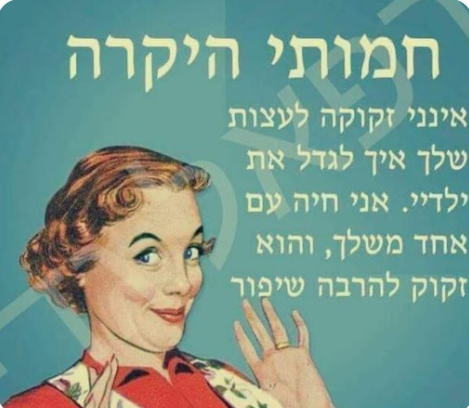 חמותי היקרה
אינני זקוקה לעצות
שלך איך לגדל את
ילדיי. אני חיה עם
אחד משלך, והוא
זקוק להרבה שיפור